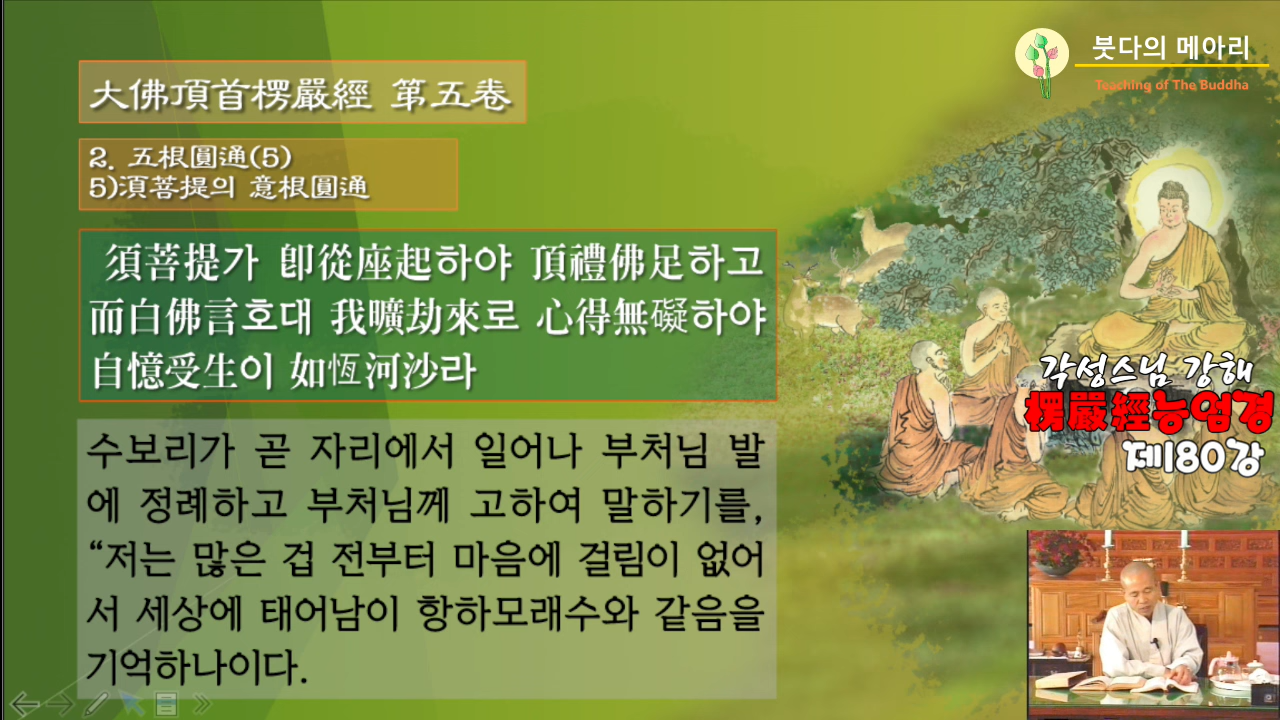 붓다의 메아리
Teaching of The Buddha
大佛頂首楞嚴經 第五卷
2. 五根圓通(5)
5)須菩提의 意根圓通
須菩提가 卽從座起하야 頂禮佛足하고
而白佛言호대 我曠劫來로 心得無礙하야
自憶受生이 如恆河沙라
각성스님 강해
楞嚴經능엄경
제180강
수보리가 곧 자리에서 일어나 부처님 발
에 정례하고 부처님께 고하여 말하기를,
“저는 많은 겁 전부터 마음에 걸림이 없어
서 세상에 태어남이 항하모래수와 같음을
기억하나이다.